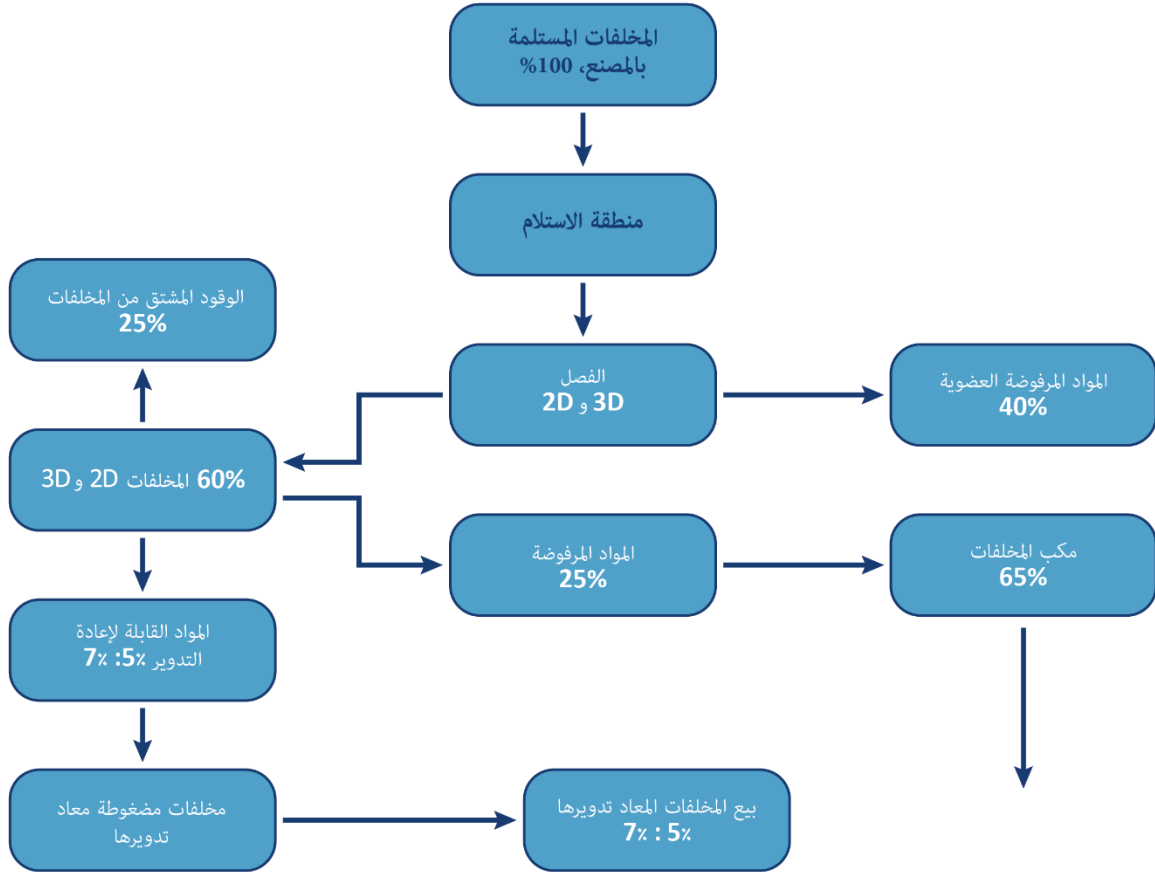 المخلفات المستلمة
بالمصنع، 100%
منطقة الاستلام
الوقود المشتق من المخلفات
25%
الفصل
3D و 2D
المواد المرفوضة العضوية
40%
60% المخلفات 2D و 3D
المواد المرفوضة
25%
مكب المخلفات
65%
المواد القابلة لإعادة
التدوير 5٪: 7٪
مخلفات مضغوطة معاد
تدويرها
بيع المخلفات المعاد تدويرها
5٪ : 7٪